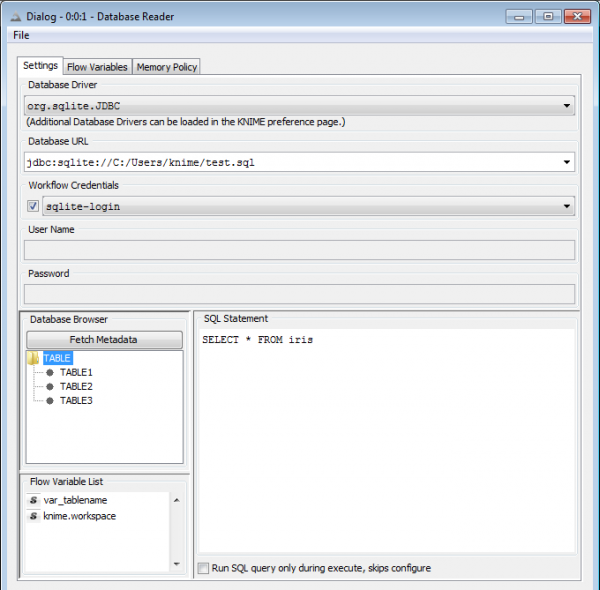 Dialog - 0:0:1 - Database Reader
File
Settings Flow Variables Memory Policy
Database Driver
org.sqlite.JDBC
(Additional Database Drivers can be loaded in the KNIME preference page.)
Database URL
jdbc:sqlite://C:/Users/knime/test.sql
Workflow Credentials
sqlite-login
User Name
Password
Database Browser
Fetch Metadata
TABLE
TABLE1
TABLE2
TABLE3
SQL Statement
SELECT * FROM iris
Flow Variable List
s var_tablename
s knime.workspace
Run SQL query only during execute, skips configure